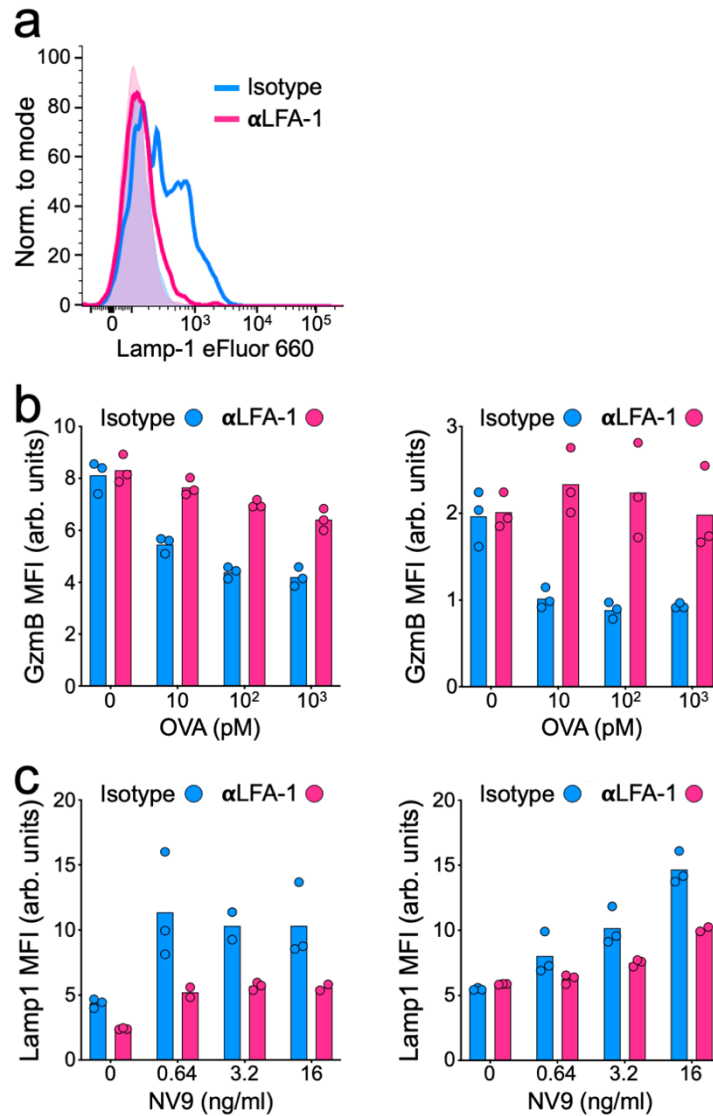 a
Norm. to mode
100
80
60
40
20
0
Isotype
αLFA-1
0 10³ 10⁴ 10⁵
Lamp-1 eFluor 660
b
Isotype αLFA-1
GzmB MFI (arb. units)
10
8
6
4
2
0
0 10 10² 10³
OVA (pM)
Isotype αLFA-1
GzmB MFI (arb. units)
3
2
1
0
0 10 10² 10³
OVA (pM)
c
Isotype αLFA-1
Lamp1 MFI (arb. units)
20
15
10
5
0
0 0.64 3.2 16
NV9 (ng/ml)
Isotype αLFA-1
Lamp1 MFI (arb. units)
20
15
10
5
0
0 0.64 3.2 16
NV9 (ng/ml)